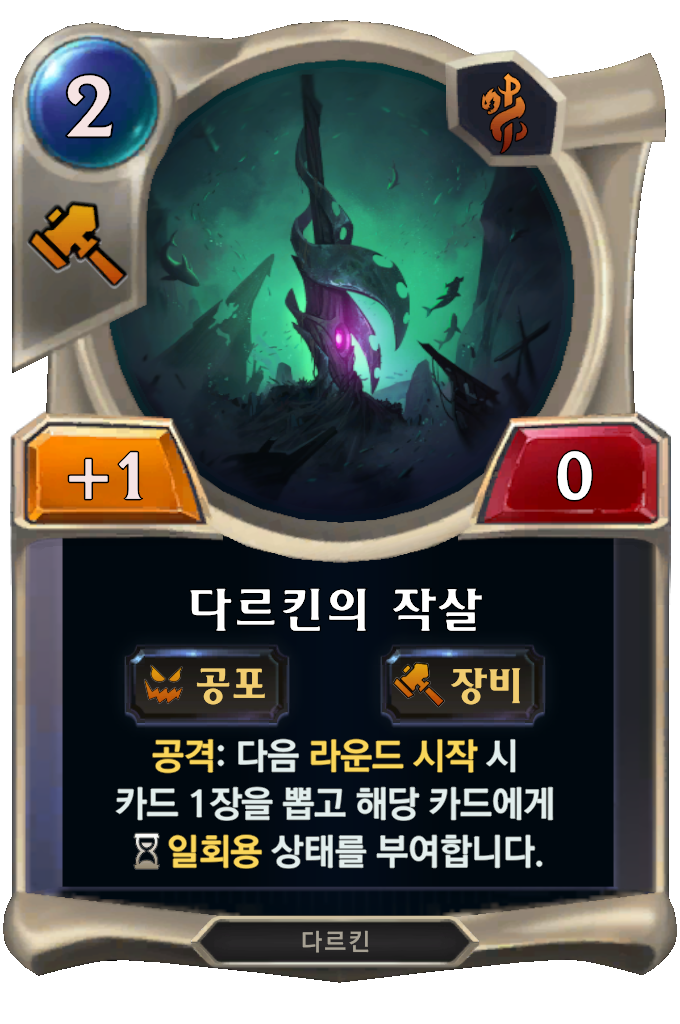 2
+1
0
다르킨의 작살
공포
장비
공격: 다음 라운드 시작 시
카드 1장을 뽑고 해당 카드에게
일회용 상태를 부여합니다.
다르킨